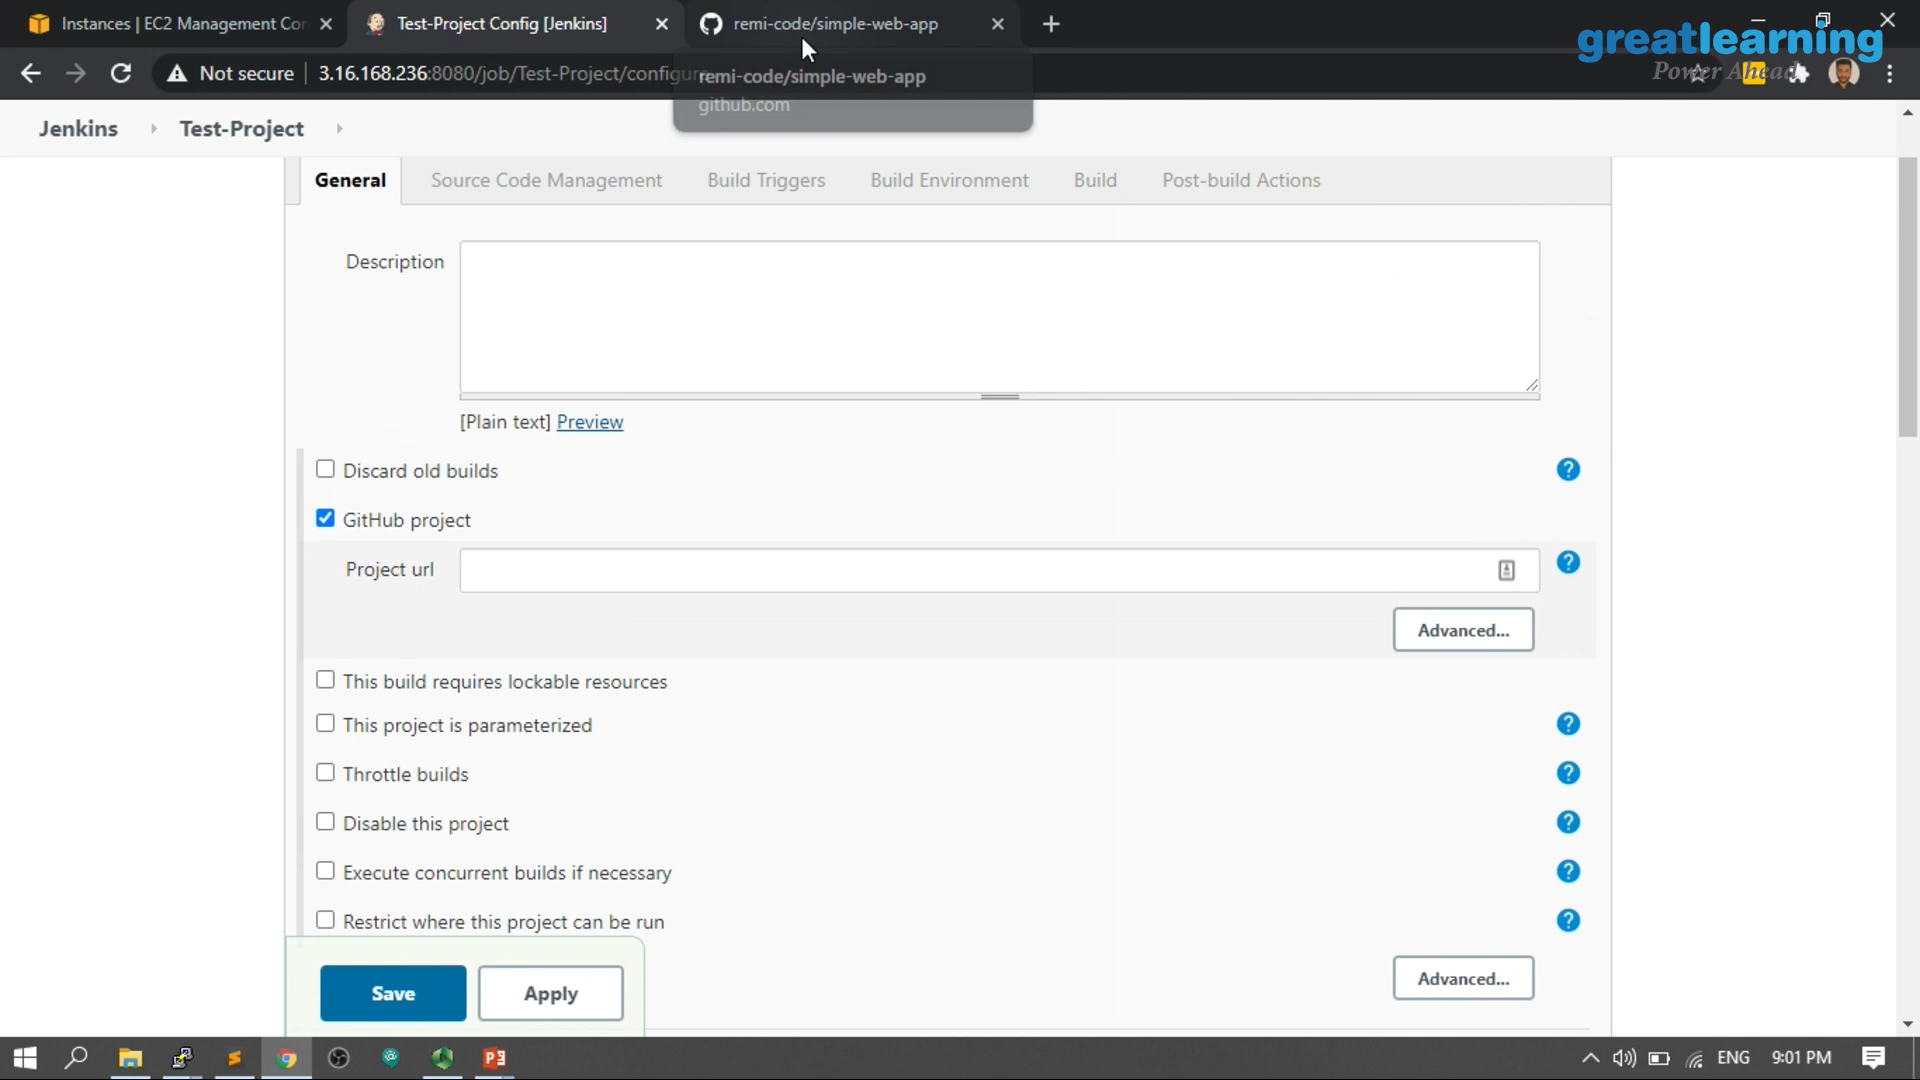 Instances | EC2 Management Cor
Test-Project Config [Jenkins]
remi-code/simple-web-app
greatlearning
Power Ahead
Not secure
3.16.168.236:8080/job/Test-Project/configur
remi-code/simple-web-app
github.com
Jenkins
Test-Project
General
Source Code Management
Build Triggers
Build Environment
Build
Post-build Actions
Description
[Plain text] Preview
Discard old builds
?
GitHub project
Project url
?
Advanced...
This build requires lockable resources
This project is parameterized
?
Throttle builds
?
Disable this project
?
Execute concurrent builds if necessary
?
Restrict where this project can be run
?
Advanced...
Save
Apply
ENG
9:01 PM